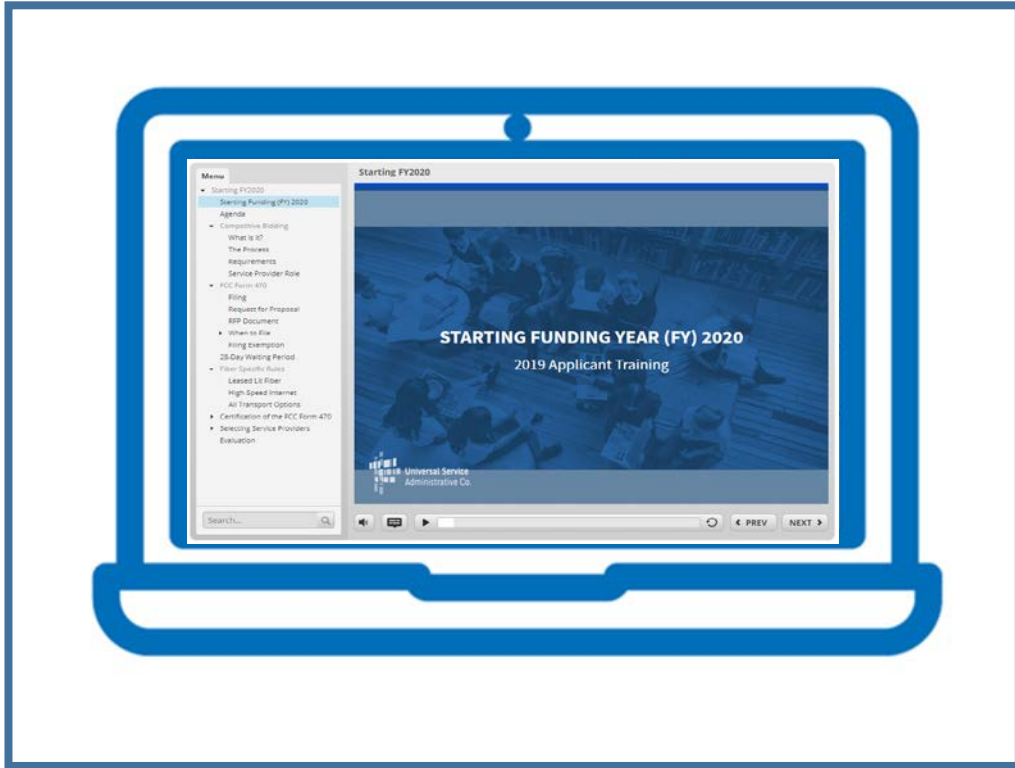 Menu
Starting FY2020
Starting Funding (FY) 2020
Agenda
Competitive Bidding
What is it?
The Process
Requirements
Service Provider Role
FCC Form 470
Filing
Request for Proposal
RFP Document
When to File
Filing Exemption
28-Day Waiting Period
Fiber Specific Rules
Leased Lit Fiber
High Speed Internet
All Transport Options
Certification of the FCC Form 470
Selecting Service Providers
Evaluation
Search...
Starting FY2020
STARTING FUNDING YEAR (FY) 2020
2019 Applicant Training
Universal Service
Administrative Co.
PREV
NEXT